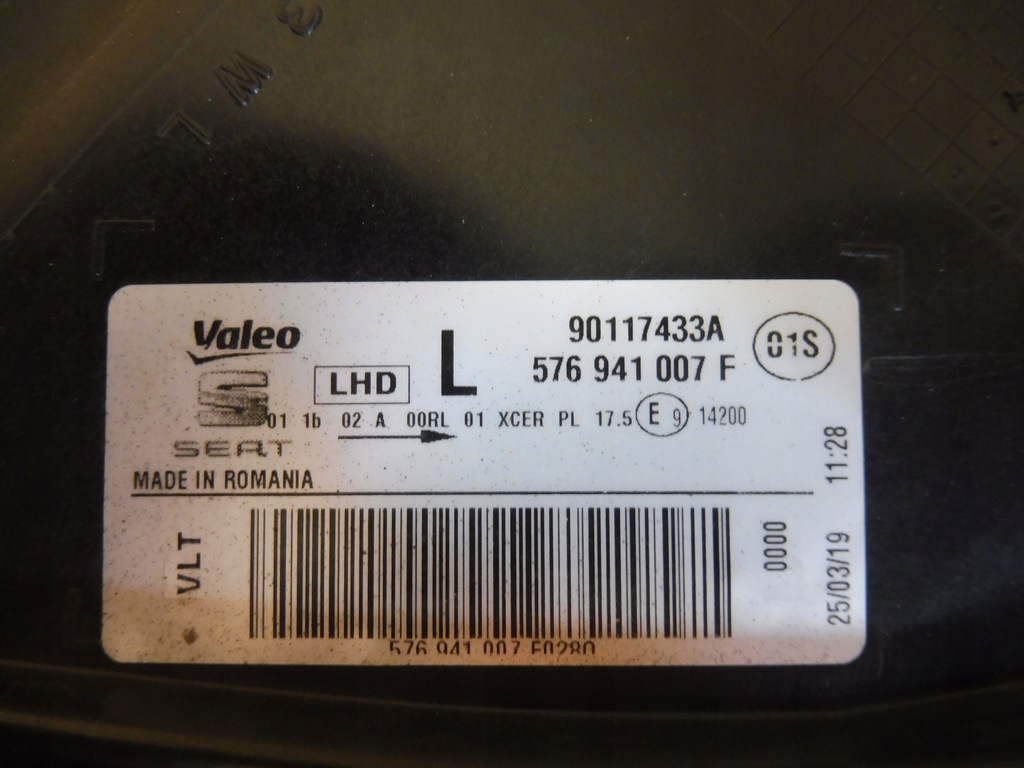 Valeo
SEAT
LHD
L
90117433A
576 941 007 F
01S
01 1b 02 A 00RL 01 XCER PL 17.5 E 9 14200
MADE IN ROMANIA
VLT
576 941 007 F0280
0000
25/03/19 11:28